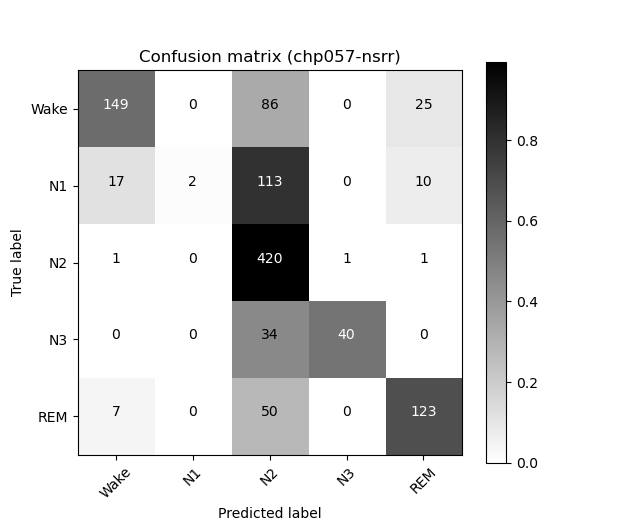 Confusion matrix (chp057-nsrr)
Wake 149 0 86 0 25
N1 17 2 113 0 10
N2 1 0 420 1 1
N3 0 0 34 40 0
REM 7 0 50 0 123
Wake N1 N2 N3 REM
True label
Predicted label
0.8
0.6
0.4
0.2
0.0